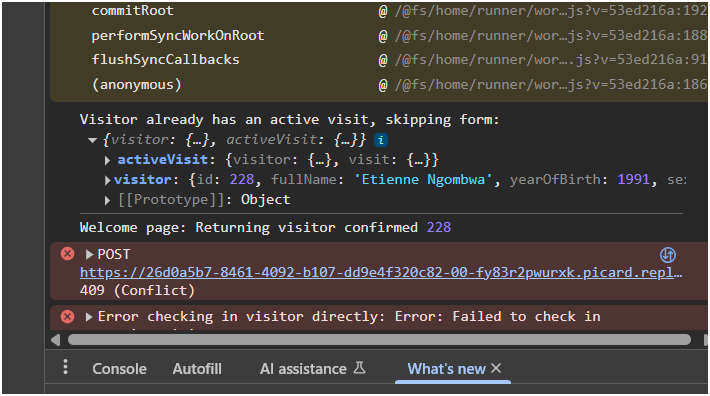 commitRoot @ /@fs/home/runner/wor…js?v=53ed216a:192
performSyncWorkOnRoot @ /@fs/home/runner/wor…js?v=53ed216a:188
flushSyncCallbacks @ /@fs/home/runner/wor….js?v=53ed216a:91
(anonymous) @ /@fs/home/runner/wor…js?v=53ed216a:186
Visitor already has an active visit, skipping form:
{visitor: {…}, activeVisit: {…}} i
activeVisit: {visitor: {…}, visit: {…}}
visitor: {id: 228, fullName: 'Etienne Ngombwa', yearOfBirth: 1991, se
[[Prototype]]: Object
Welcome page: Returning visitor confirmed 228
POST
https://26d0a5b7-8461-4092-b107-dd9e4f320c82-00-fy83r2pwurxk.picard.repl…
409 (Conflict)
Error checking in visitor directly: Error: Failed to check in
Console Autofill AI assistance What's new